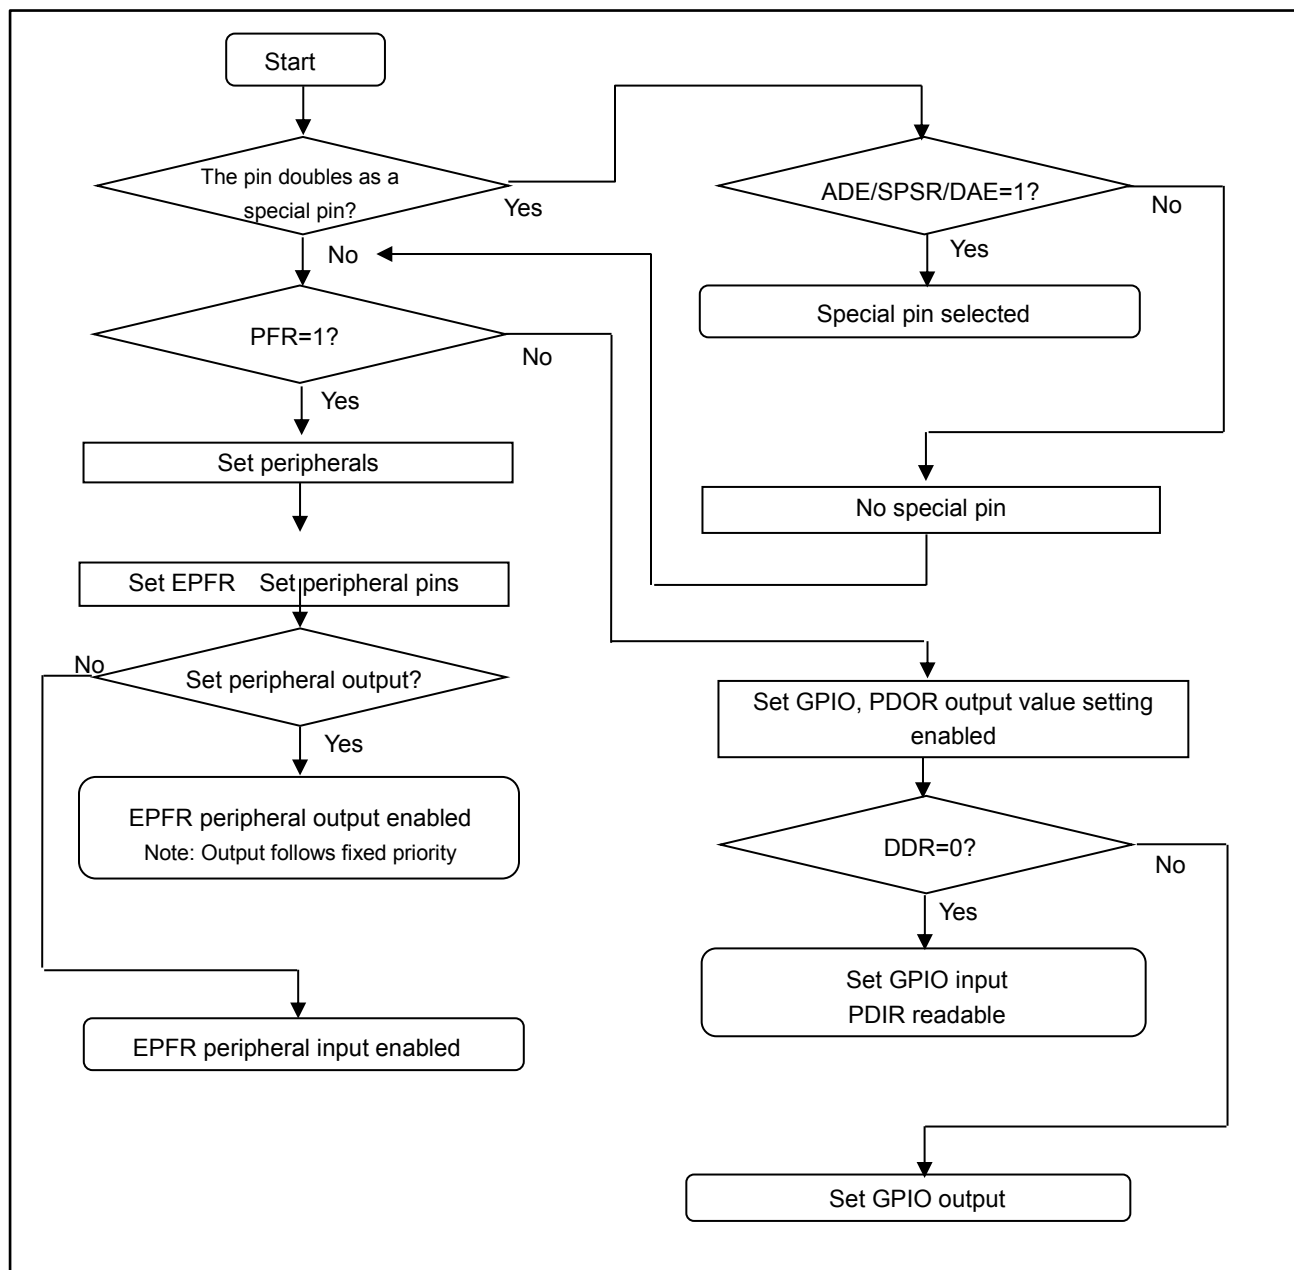 Start
The pin doubles as a
special pin?
Yes
No
ADE/SPSR/DAE=1?
No
Yes
Special pin selected
PFR=1?
No
Yes
Set peripherals
No special pin
Set EPFR    Set peripheral pins
No
Set peripheral output?
Yes
EPFR peripheral output enabled
Note: Output follows fixed priority
EPFR peripheral input enabled
Set GPIO, PDOR output value setting
enabled
DDR=0?
No
Yes
Set GPIO input
PDIR readable
Set GPIO output